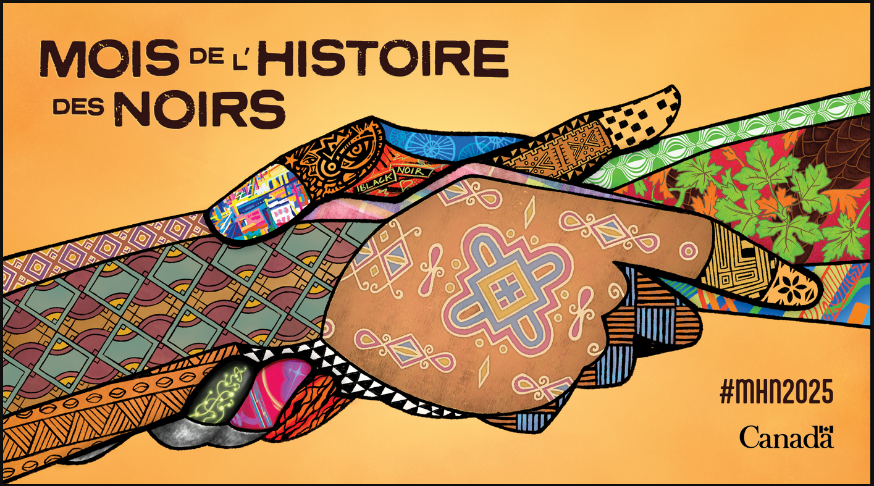 MOIS DE L'HISTOIRE
DES NOIRS
BLACK NOIR
#MHN2025
Canada